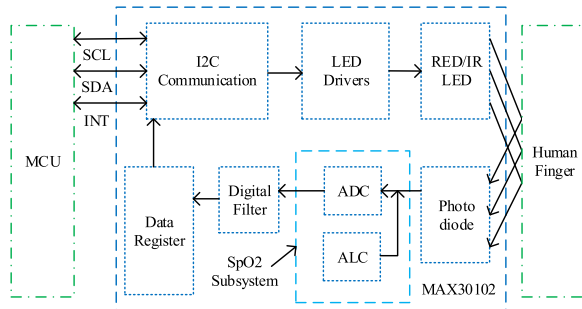 SCL
SDA
INT
MCU
I2C
Communication
LED
Drivers
RED/IR
LED
Human
Finger
Data
Register
Digital
Filter
ADC
ALC
Photo
diode
SpO2
Subsystem
MAX30102